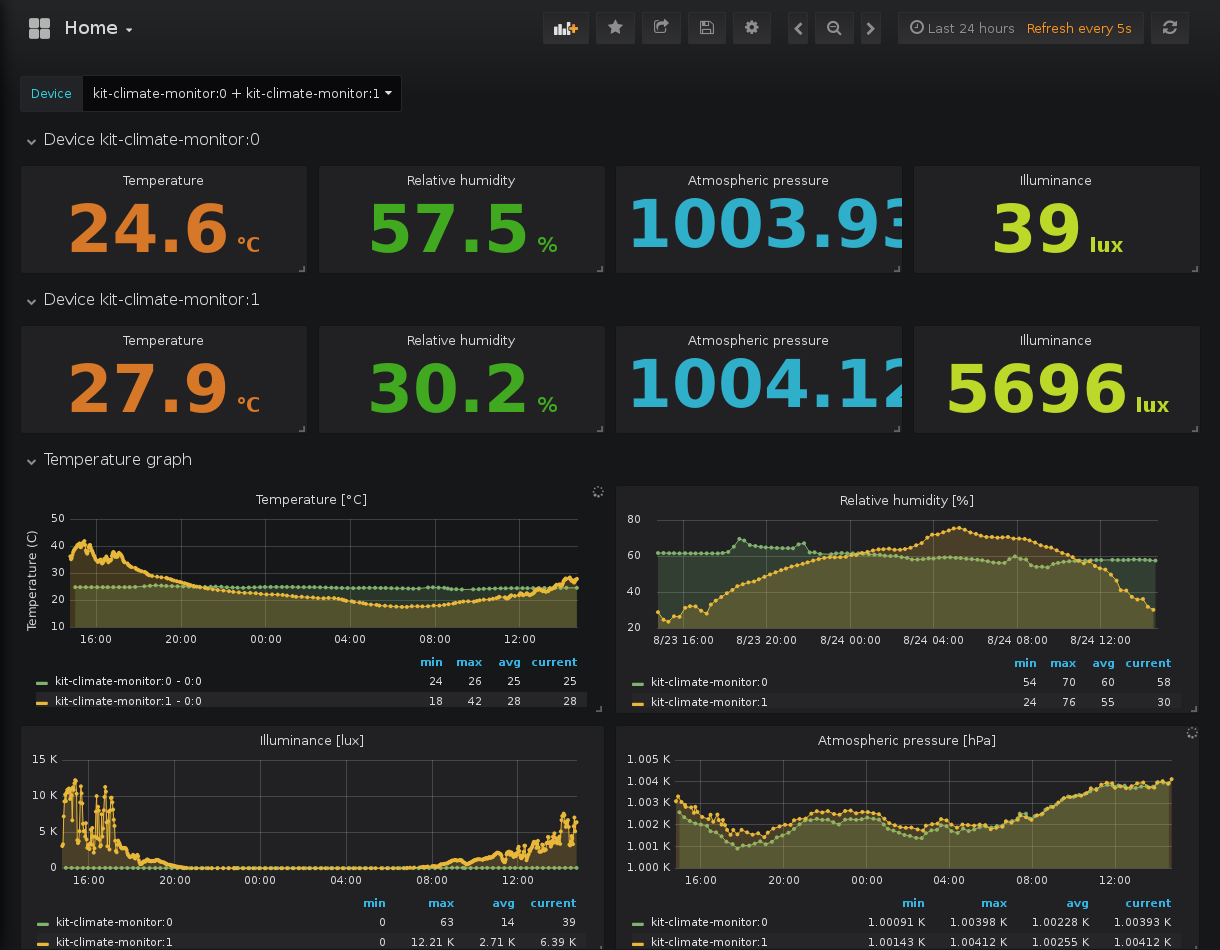 Home
Last 24 hours Refresh every 5s
Device kit-climate-monitor:0 + kit-climate-monitor:1
Device kit-climate-monitor:0
Temperature Relative humidity Atmospheric pressure Illuminance
24.6 °C 57.5 % 1003.93 39 lux
Device kit-climate-monitor:1
Temperature Relative humidity Atmospheric pressure Illuminance
27.9 °C 30.2 % 1004.12 5696 lux
Temperature graph
Temperature [°C]
Temperature (C)
50
40
30
20
10
16:00 20:00 00:00 04:00 08:00 12:00
min max avg current
kit-climate-monitor:0 - 0:0 24 26 25 25
kit-climate-monitor:1 - 0:0 18 42 28 28
Relative humidity [%]
80
60
40
20
8/23 16:00 8/23 20:00 8/24 00:00 8/24 04:00 8/24 08:00 8/24 12:00
min max avg current
kit-climate-monitor:0 54 70 60 58
kit-climate-monitor:1 24 76 55 30
Illuminance [lux]
15 K
10 K
5 K
0
16:00 20:00 00:00 04:00 08:00 12:00
min max avg current
kit-climate-monitor:0 0 63 14 39
kit-climate-monitor:1 0 12.21 K 2.71 K 6.39 K
Atmospheric pressure [hPa]
1.005 K
1.004 K
1.003 K
1.002 K
1.001 K
1.000 K
16:00 20:00 00:00 04:00 08:00 12:00
min max avg current
kit-climate-monitor:0 1.00091 K 1.00398 K 1.00228 K 1.00393 K
kit-climate-monitor:1 1.00143 K 1.00412 K 1.00255 K 1.00412 K